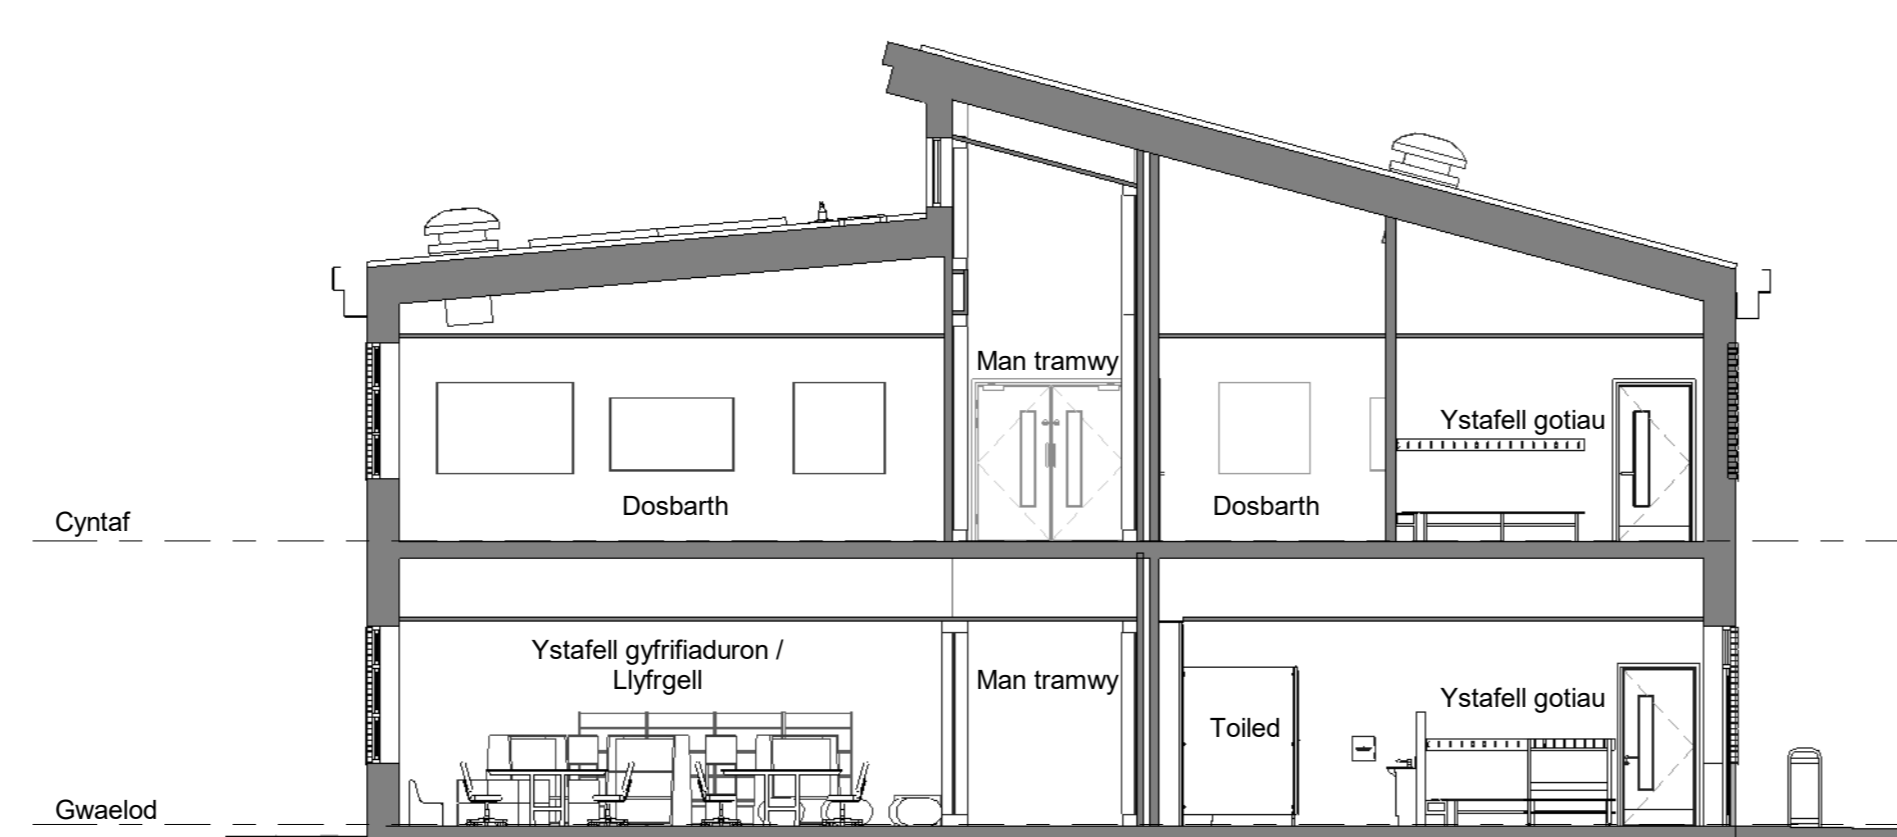 Man tramwy
Ystafell gotiau
Dosbarth
Dosbarth
Cyntaf
Ystafell gyfrifiaduron /
Llyfrgell
Man tramwy
Ystafell gotiau
Toiled
Gwaelod